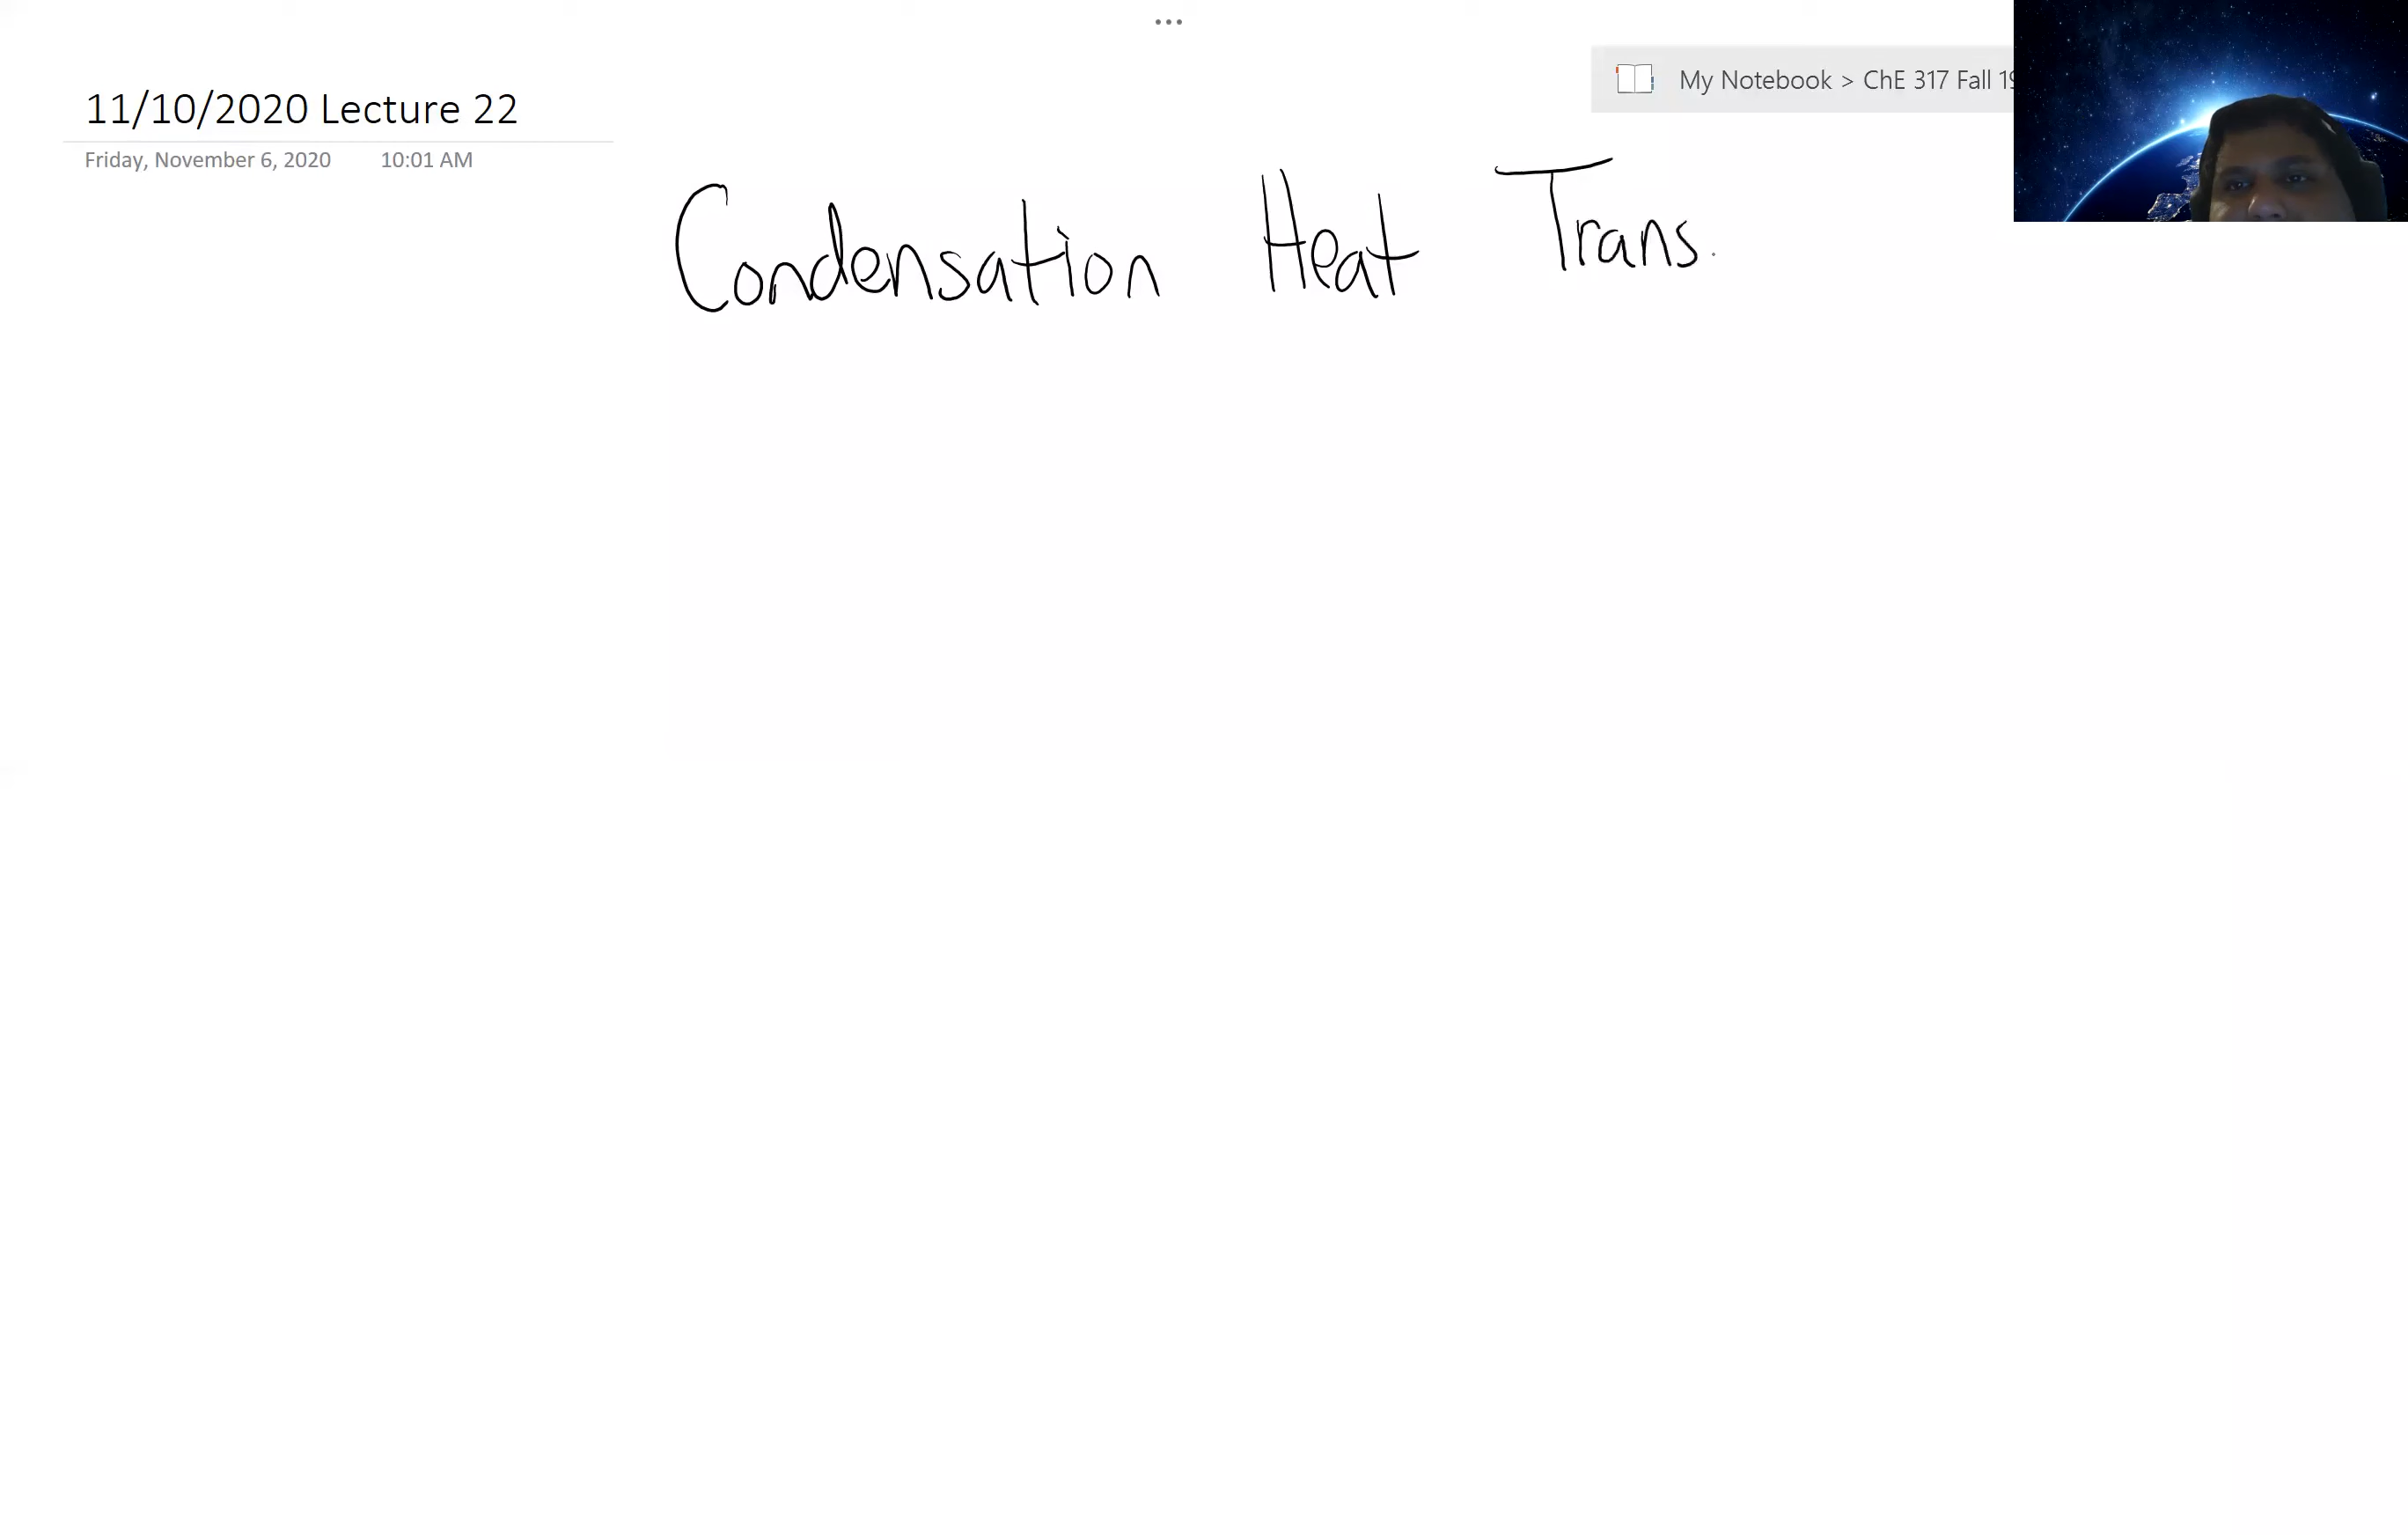 My Notebook > ChE 317 Fall 19
11/10/2020 Lecture 22
Friday, November 6, 2020 10:01 AM
Condensation Heat Trans.